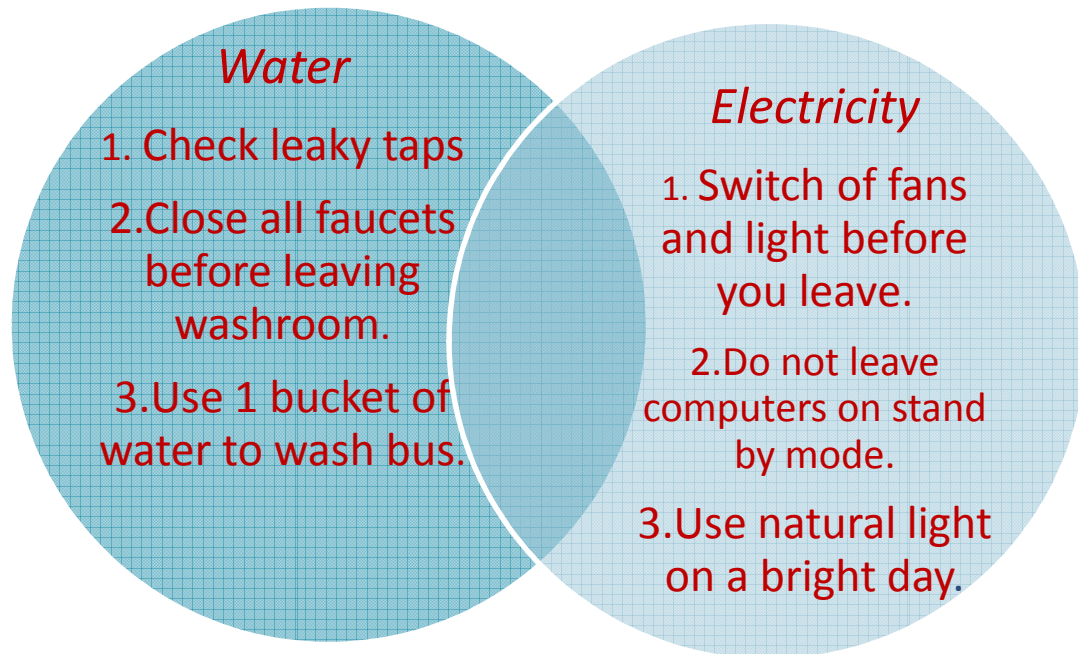 Water
1. Check leaky taps
2.Close all faucets
before leaving
washroom.
3.Use 1 bucket of
water to wash bus.
Electricity
1. Switch of fans
and light before
you leave.
2.Do not leave
computers on stand
by mode.
3.Use natural light
on a bright day.